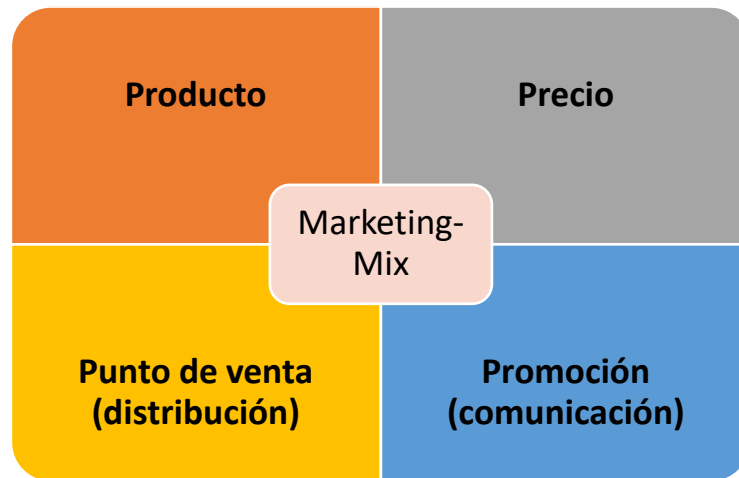 Producto
Precio
Marketing-
Mix
Punto de venta
(distribución)
Promoción
(comunicación)